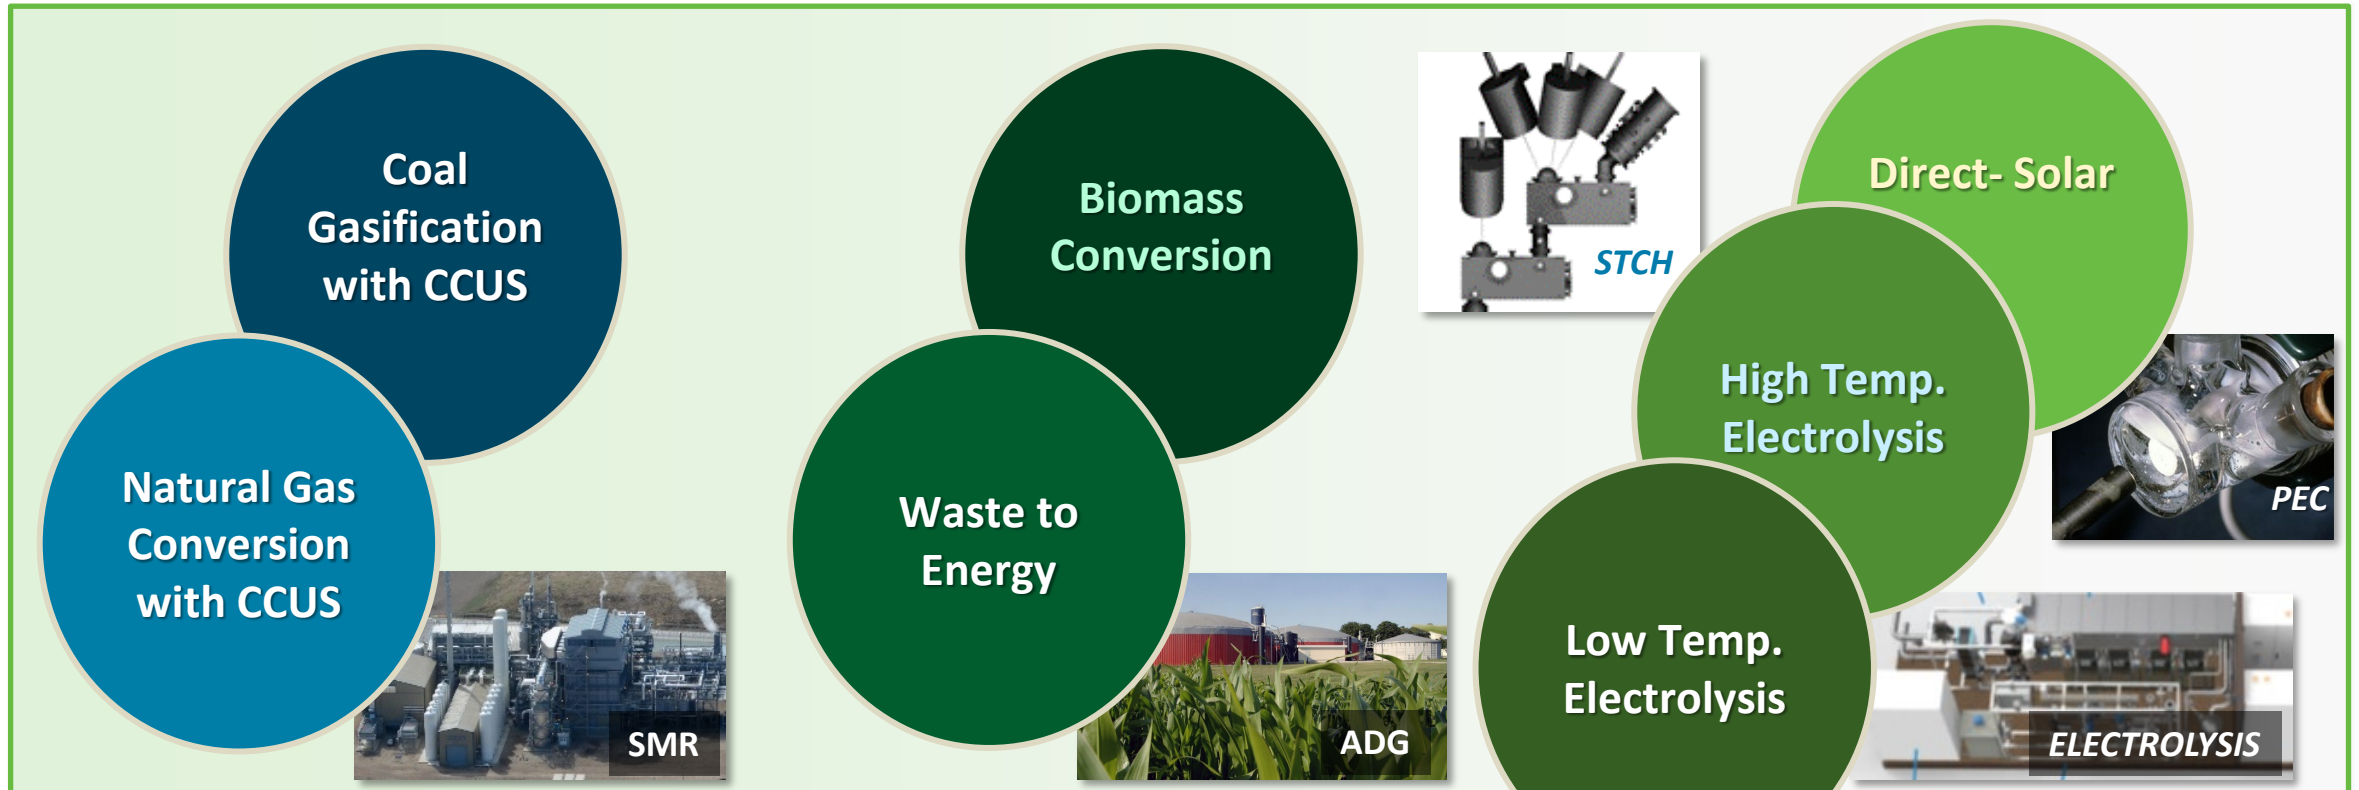 Coal
Gasification
with CCUS
Natural Gas
Conversion
with CCUS
SMR
Biomass
Conversion
Waste to
Energy
ADG
STCH
Direct- Solar
High Temp.
Electrolysis
PEC
Low Temp.
Electrolysis
ELECTROLYSIS